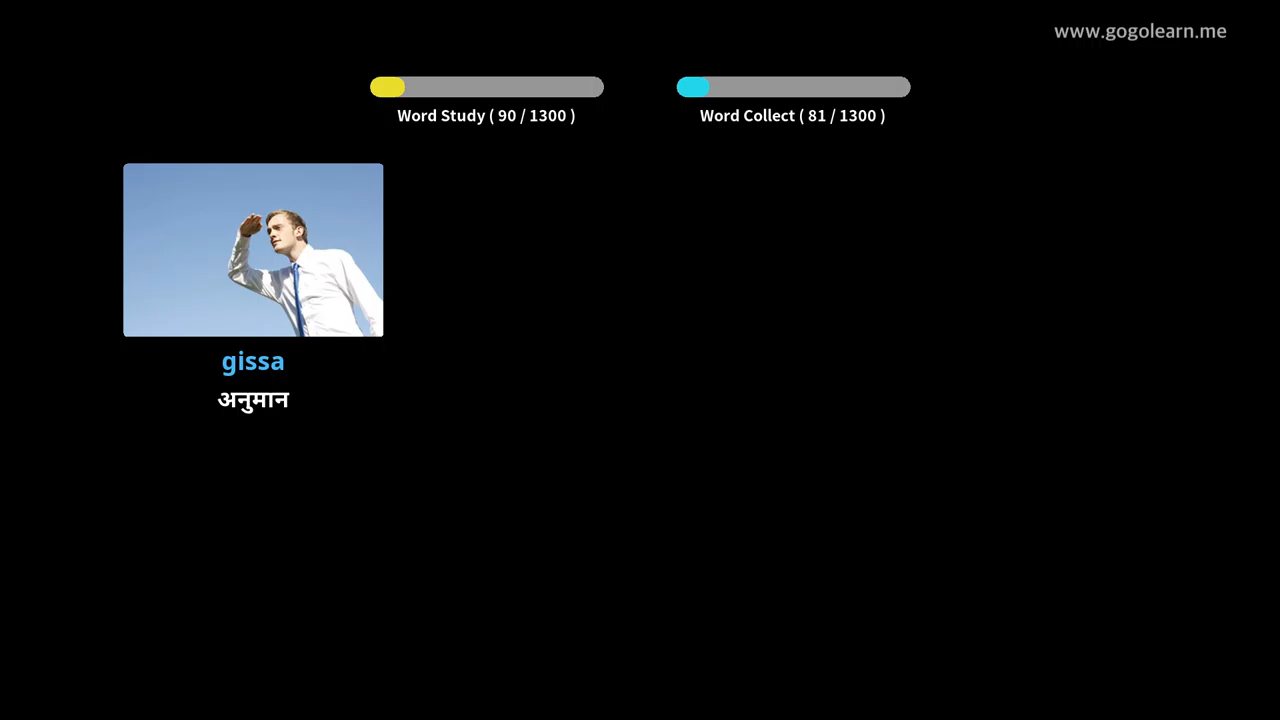 www.gogolearn.me
Word Study ( 90 / 1300 )
Word Collect ( 81 / 1300 )
gissa
अनुमान